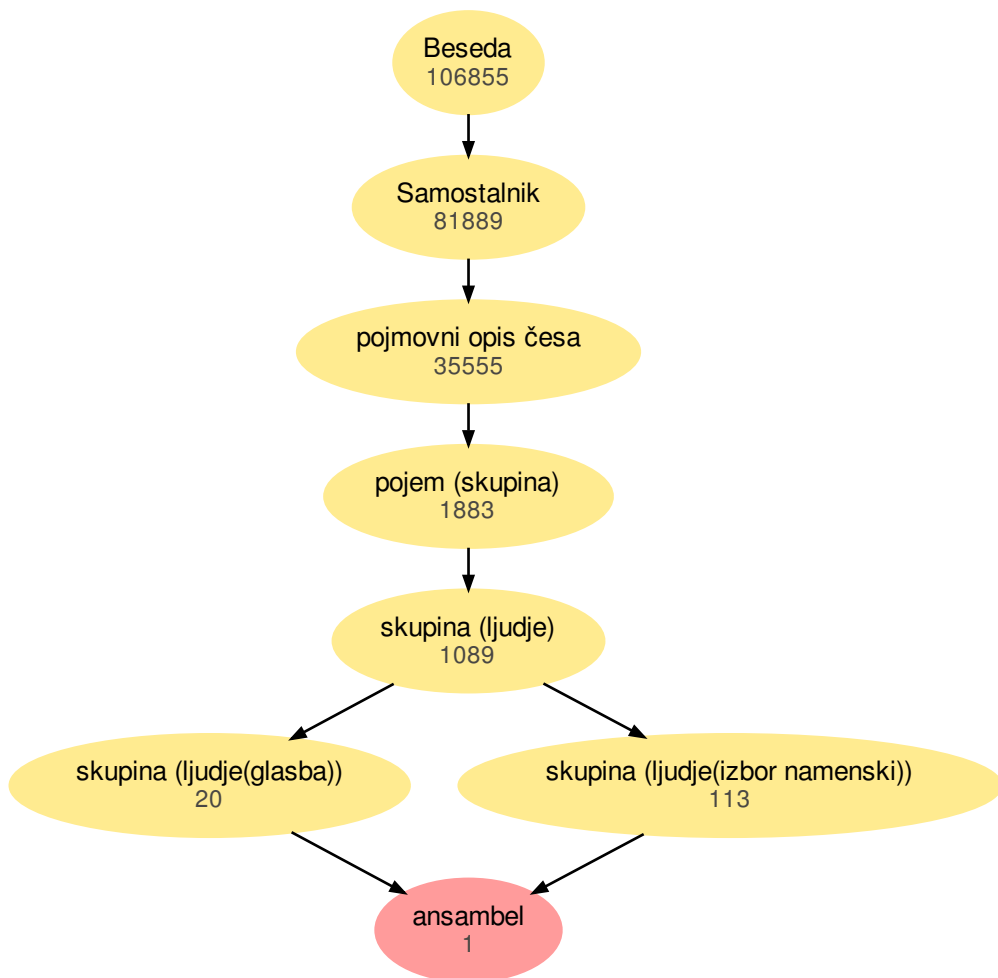 Beseda
106855
Samostalnik
81889
pojmovni opis česa
35555
pojem (skupina)
1883
skupina (ljudje)
1089
skupina (ljudje(glasba))
20
skupina (ljudje(izbor namenski))
113
ansambel
1